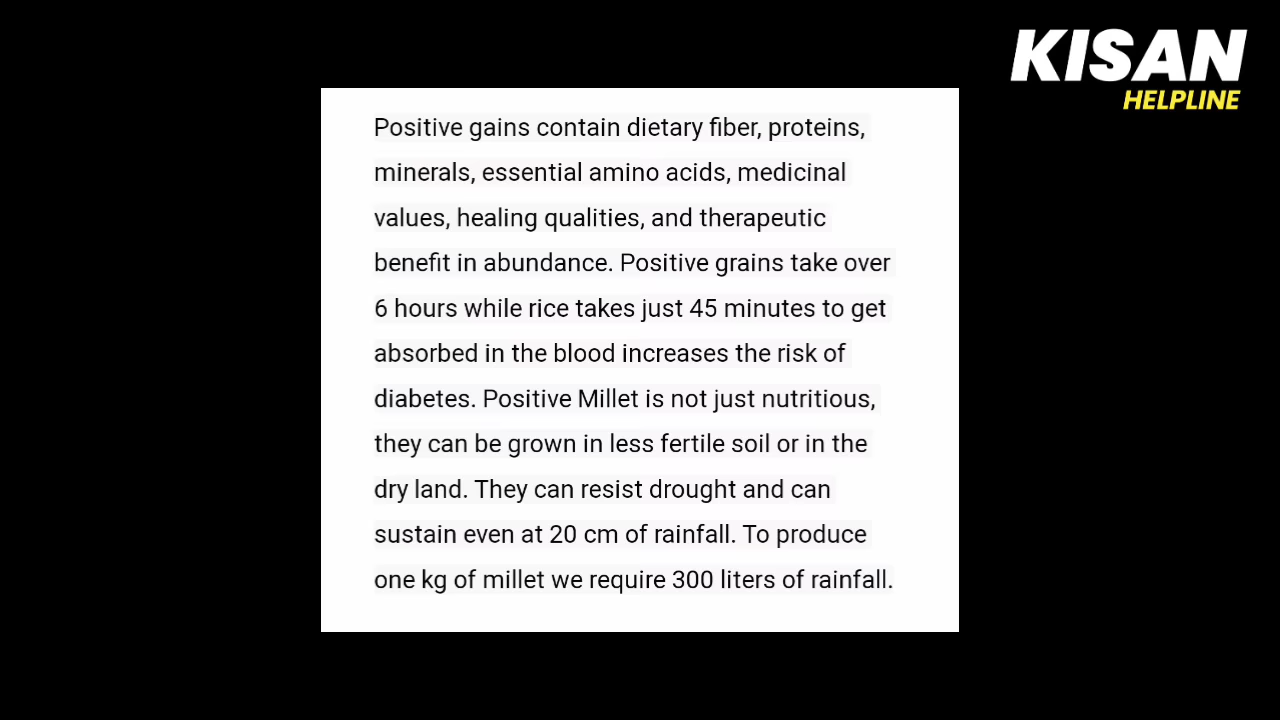 KISAN
HELPLINE
Positive gains contain dietary fiber, proteins,
minerals, essential amino acids, medicinal
values, healing qualities, and therapeutic
benefit in abundance. Positive grains take over
6 hours while rice takes just 45 minutes to get
absorbed in the blood increases the risk of
diabetes. Positive Millet is not just nutritious,
they can be grown in less fertile soil or in the
dry land. They can resist drought and can
sustain even at 20 cm of rainfall. To produce
one kg of millet we require 300 liters of rainfall.